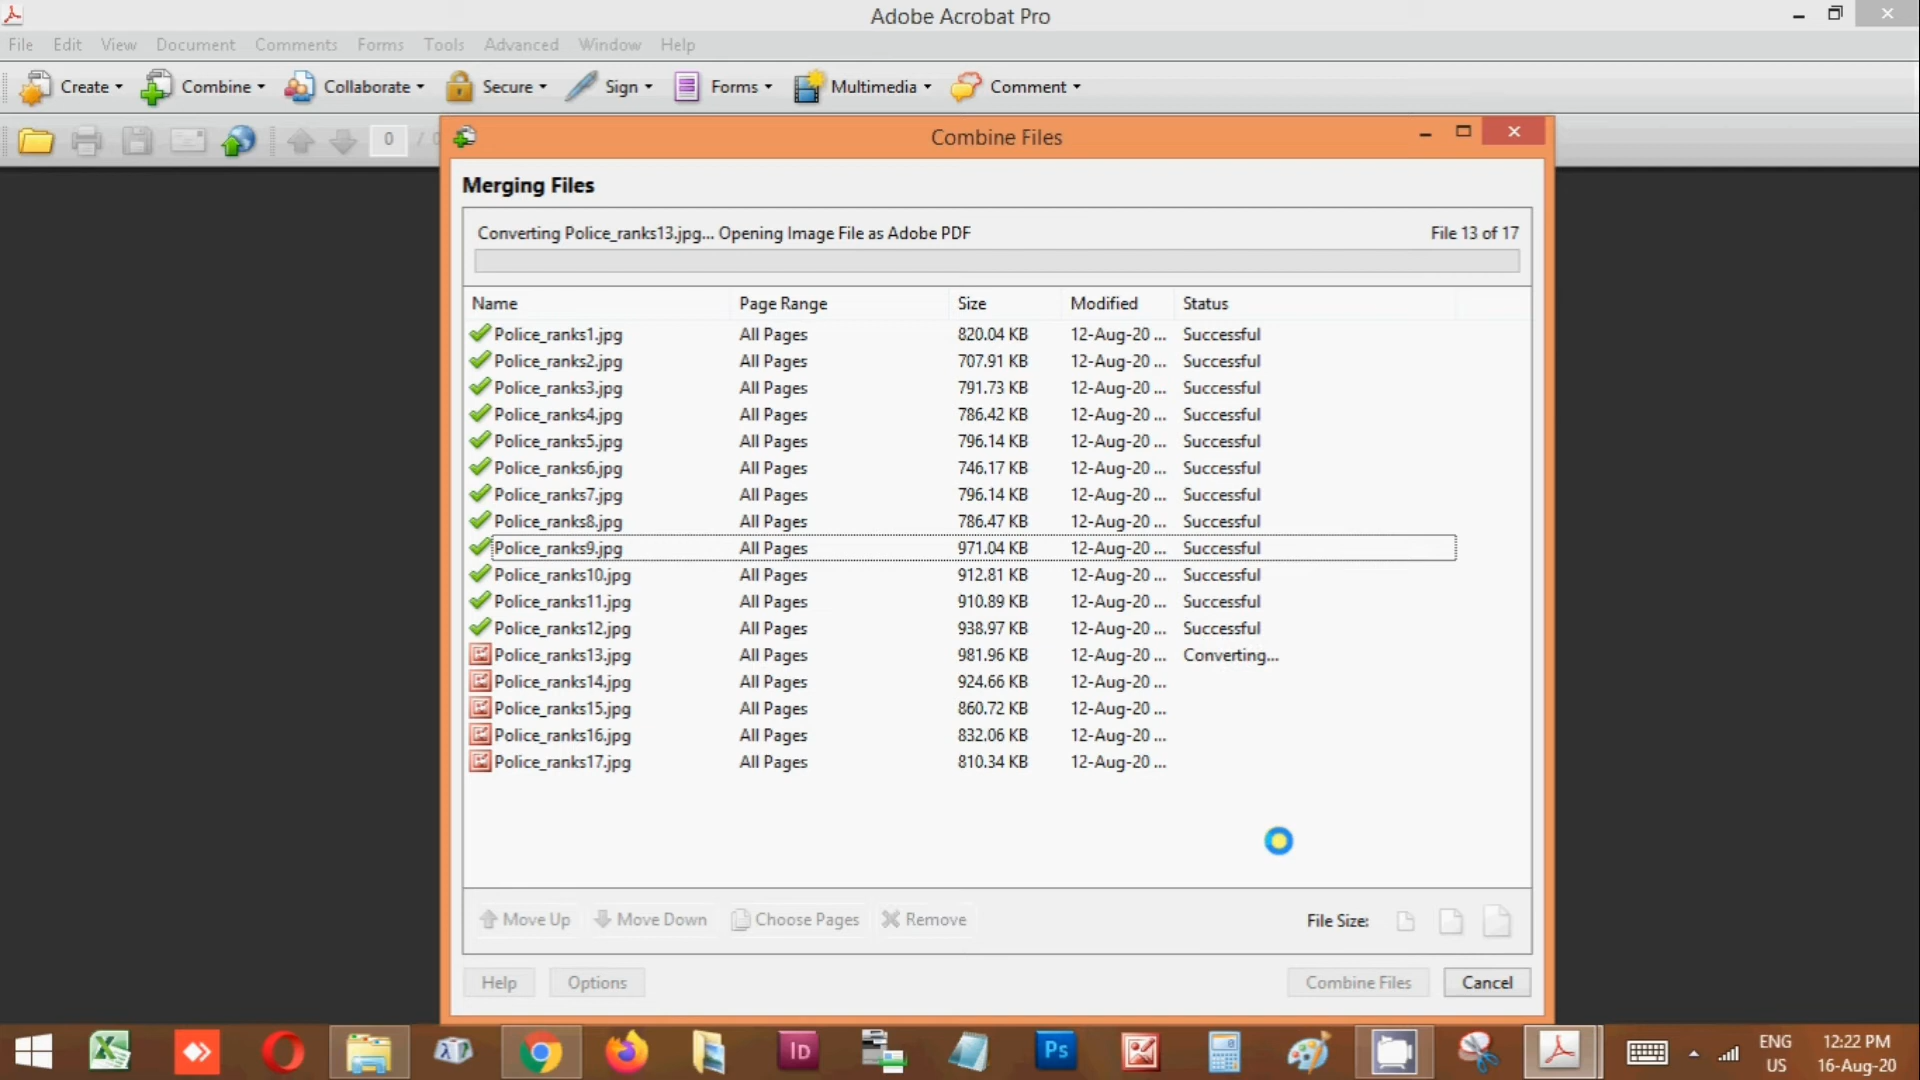 Adobe Acrobat Pro
File Edit View Document Comments Forms Tools Advanced Window Help
Create Combine Collaborate Secure Sign Forms Multimedia Comment
0 / 0
Combine Files
Merging Files
Converting Police_ranks13.jpg... Opening Image File as Adobe PDF File 13 of 17
Name Page Range Size Modified Status
Police_ranks1.jpg All Pages 820.04 KB 12-Aug-20 ... Successful
Police_ranks2.jpg All Pages 707.91 KB 12-Aug-20 ... Successful
Police_ranks3.jpg All Pages 791.73 KB 12-Aug-20 ... Successful
Police_ranks4.jpg All Pages 786.42 KB 12-Aug-20 ... Successful
Police_ranks5.jpg All Pages 796.14 KB 12-Aug-20 ... Successful
Police_ranks6.jpg All Pages 746.17 KB 12-Aug-20 ... Successful
Police_ranks7.jpg All Pages 796.14 KB 12-Aug-20 ... Successful
Police_ranks8.jpg All Pages 786.47 KB 12-Aug-20 ... Successful
Police_ranks9.jpg All Pages 971.04 KB 12-Aug-20 ... Successful
Police_ranks10.jpg All Pages 912.81 KB 12-Aug-20 ... Successful
Police_ranks11.jpg All Pages 910.89 KB 12-Aug-20 ... Successful
Police_ranks12.jpg All Pages 938.97 KB 12-Aug-20 ... Successful
Police_ranks13.jpg All Pages 981.96 KB 12-Aug-20 ... Converting...
Police_ranks14.jpg All Pages 924.66 KB 12-Aug-20 ...
Police_ranks15.jpg All Pages 860.72 KB 12-Aug-20 ...
Police_ranks16.jpg All Pages 832.06 KB 12-Aug-20 ...
Police_ranks17.jpg All Pages 810.34 KB 12-Aug-20 ...
Move Up Move Down Choose Pages Remove File Size:
Help Options Combine Files Cancel
Id Ps ENG 12:22 PM
US 16-Aug-20